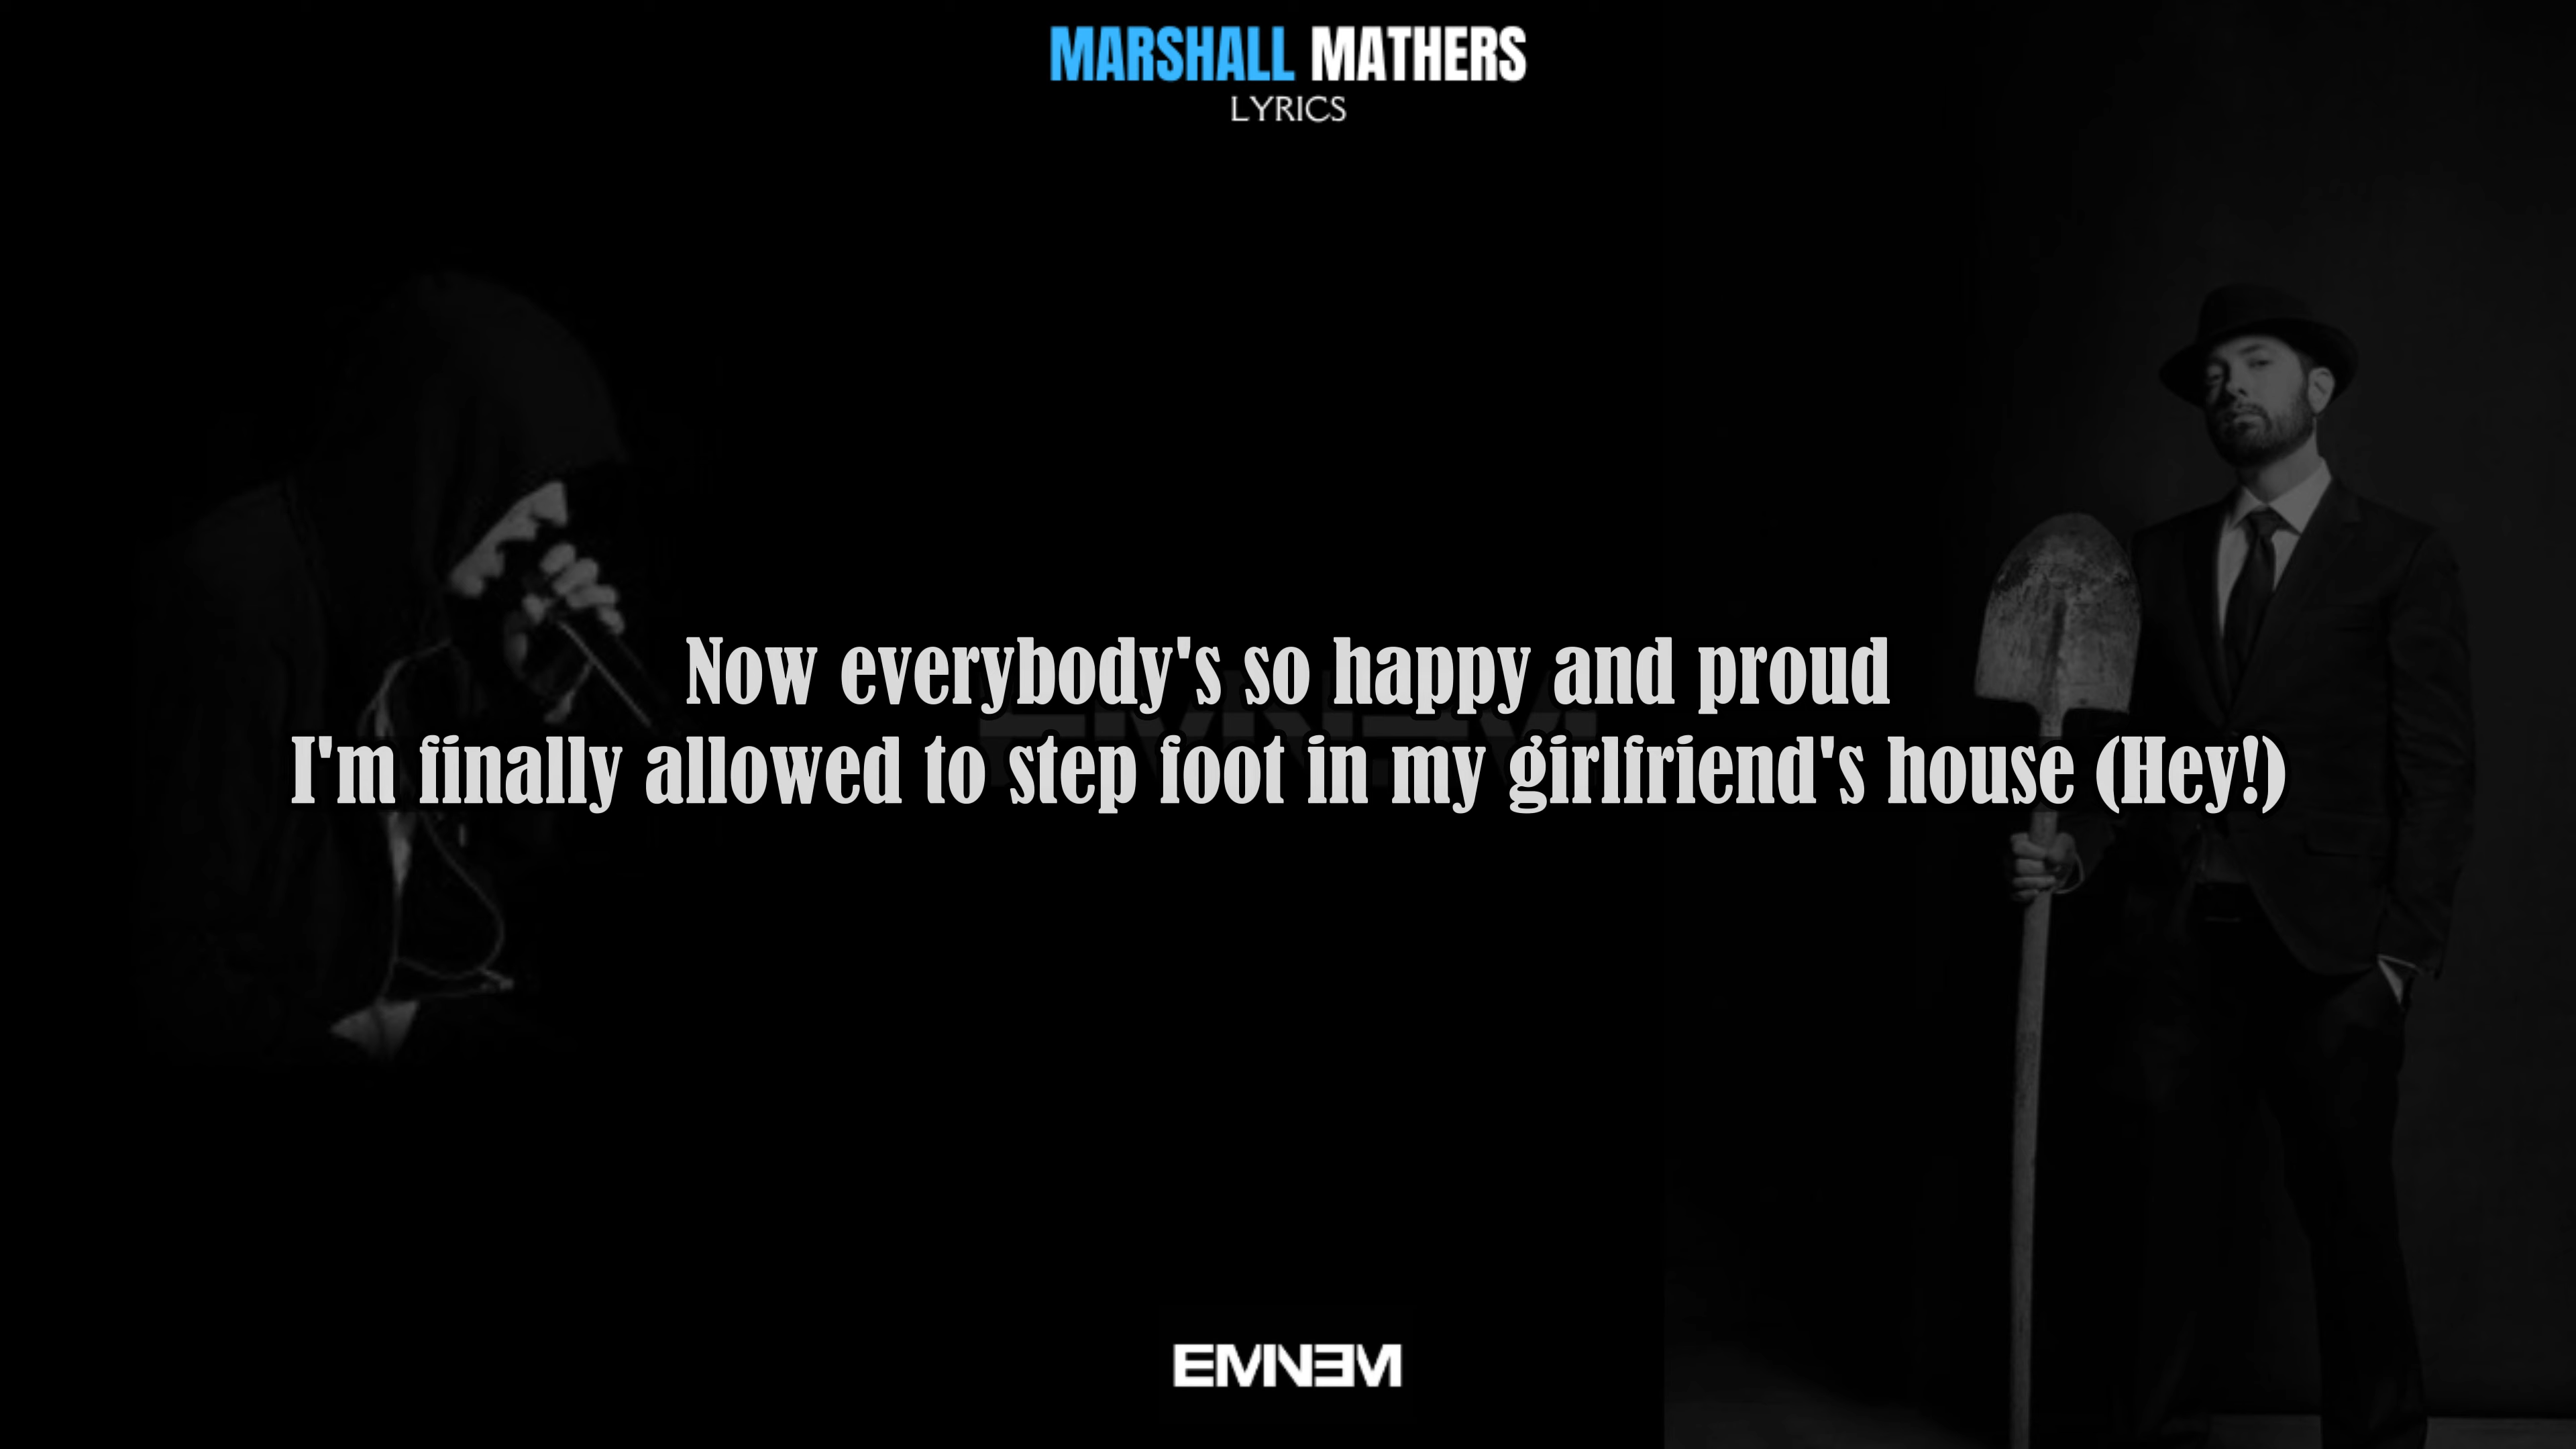 MARSHALL MATHERS
LYRICS
Now everybody's so happy and proud
I'm finally allowed to step foot in my girlfriend's house (Hey!)
EMINEM